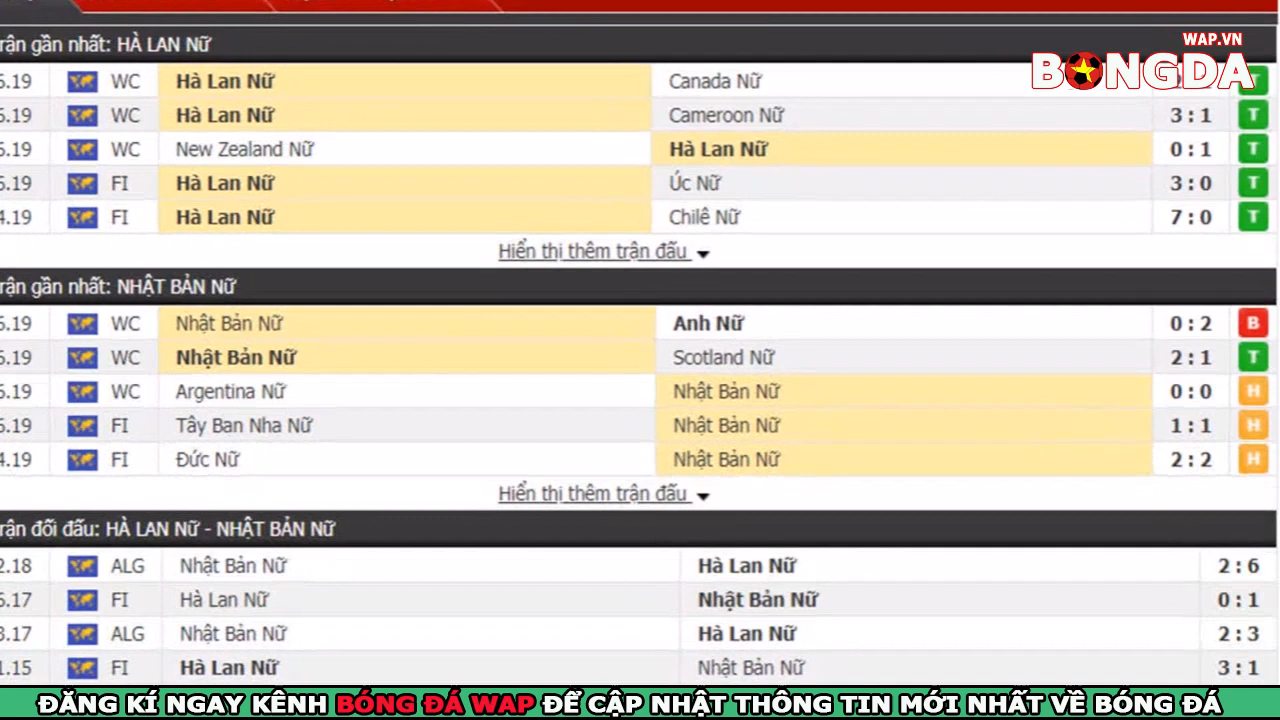 WAP.VN
BONGDA
rận gần nhất: HÀ LAN Nữ
6.19 WC Hà Lan Nữ Canada Nữ T
6.19 WC Hà Lan Nữ Cameroon Nữ 3 : 1 T
6.19 WC New Zealand Nữ Hà Lan Nữ 0 : 1 T
6.19 FI Hà Lan Nữ Úc Nữ 3 : 0 T
4.19 FI Hà Lan Nữ Chilê Nữ 7 : 0 T
Hiển thị thêm trận đấu
rận gần nhất: NHẬT BẢN Nữ
6.19 WC Nhật Bản Nữ Anh Nữ 0 : 2 B
6.19 WC Nhật Bản Nữ Scotland Nữ 2 : 1 T
6.19 WC Argentina Nữ Nhật Bản Nữ 0 : 0 H
6.19 FI Tây Ban Nha Nữ Nhật Bản Nữ 1 : 1 H
4.19 FI Đức Nữ Nhật Bản Nữ 2 : 2 H
Hiển thị thêm trận đấu
rận đối đấu: HÀ LAN Nữ - NHẬT BẢN Nữ
2.18 ALG Nhật Bản Nữ Hà Lan Nữ 2 : 6
6.17 FI Hà Lan Nữ Nhật Bản Nữ 0 : 1
3.17 ALG Nhật Bản Nữ Hà Lan Nữ 2 : 3
1.15 FI Hà Lan Nữ Nhật Bản Nữ 3 : 1
ĐĂNG KÍ NGAY KÊNH BÓNG ĐÁ WAP ĐỂ CẬP NHẬT THÔNG TIN MỚI NHẤT VỀ BÓNG ĐÁ